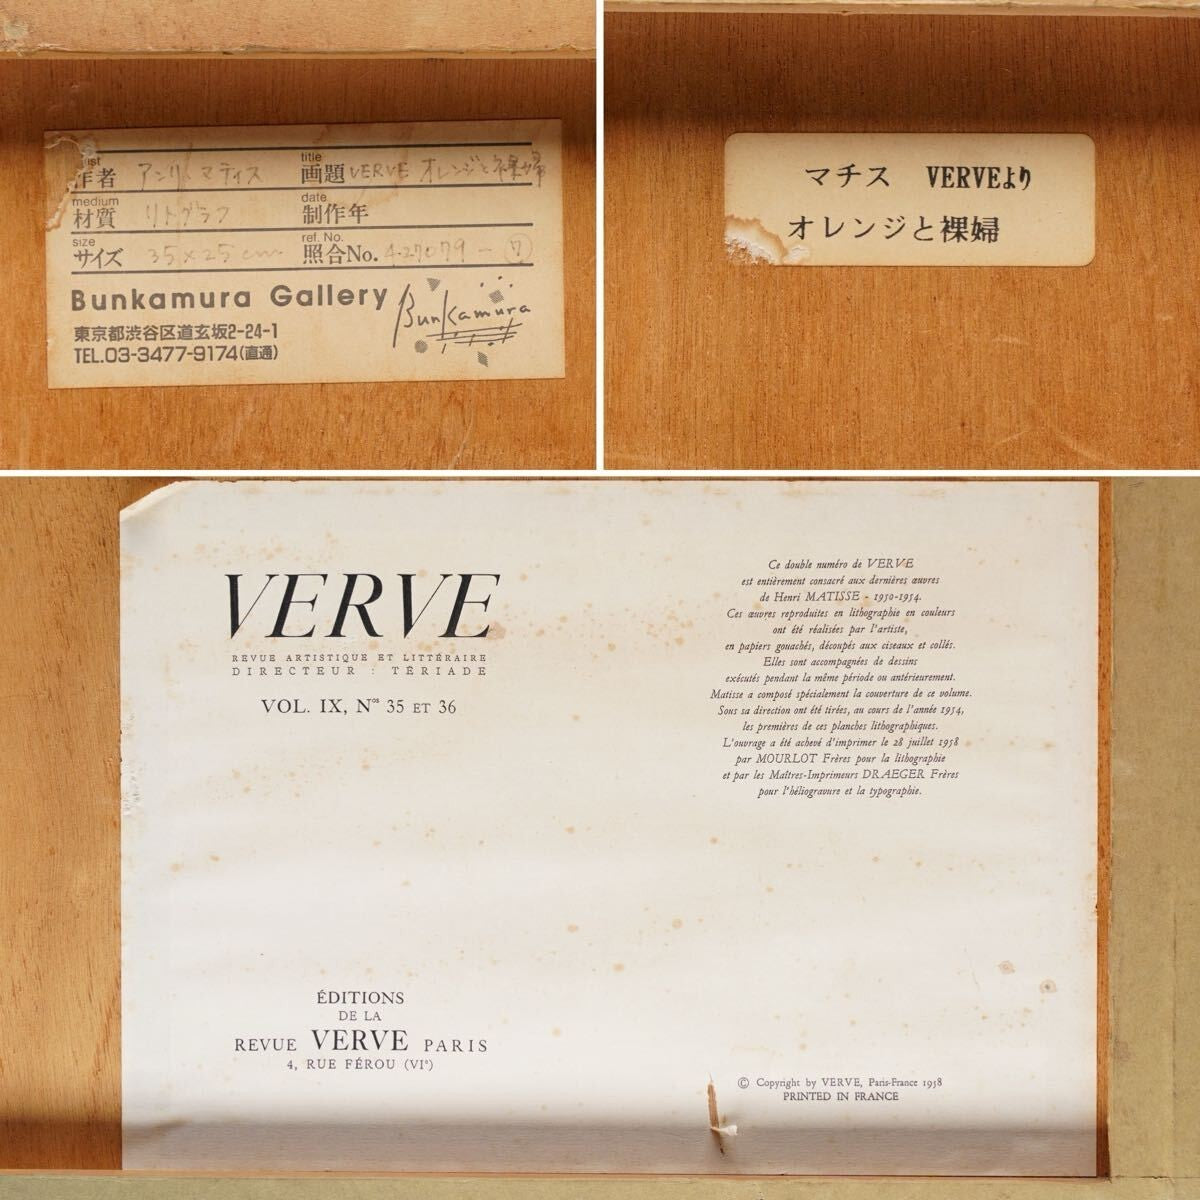 artist
作者 アンリ・マティス
title
画題 VERVE オレンジと裸婦
medium
材質 リトグラフ
date
制作年
size
サイズ 35×25cm
ref. No.
照合No. 4-27079-⑦
Bunkamura Gallery
Bunkamura
東京都渋谷区道玄坂2-24-1
TEL.03-3477-9174(直通)
マチス VERVEより
オレンジと裸婦
VERVE
REVUE ARTISTIQUE ET LITTÉRAIRE
DIRECTEUR : TÉRIADE
VOL. IX, Nos 35 ET 36
ÉDITIONS
DE LA
REVUE VERVE PARIS
4, RUE FÉROU (VIe)
Ce double numéro de VERVE
est entièrement consacré aux dernières œuvres
de Henri MATISSE - 1950-1954.
Ces œuvres reproduites en lithographie en couleurs
ont été réalisées par l'artiste,
en papiers gouachés, découpés aux ciseaux et collés.
Elles sont accompagnées de dessins
exécutés pendant la même période ou antérieurement.
Matisse a composé spécialement la couverture de ce volume.
Sous sa direction ont été tirées, au cours de l'année 1954,
les premières de ces planches lithographiques.
L'ouvrage a été achevé d'imprimer le 28 juillet 1958
par MOURLOT Frères pour la lithographie
et par les Maîtres-Imprimeurs DRAEGER Frères
pour l'héliogravure et la typographie.
© Copyright by VERVE, Paris-France 1958
PRINTED IN FRANCE